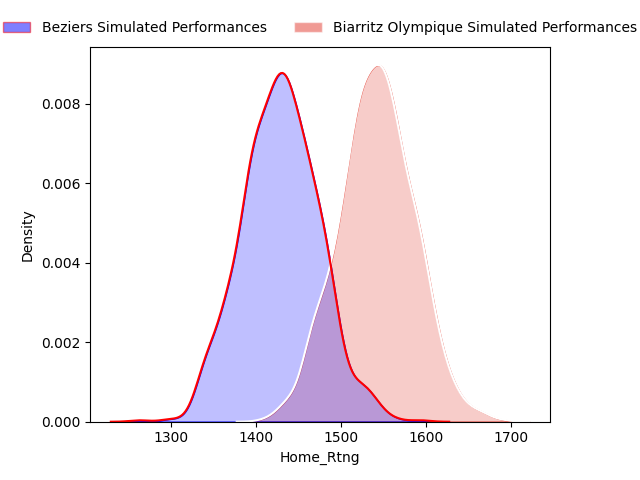 Beziers Simulated Performances
Biarritz Olympique Simulated Performances
Density
0.008
0.006
0.004
0.002
0.000
1300
1400
1500
1600
1700
Home_Rtng